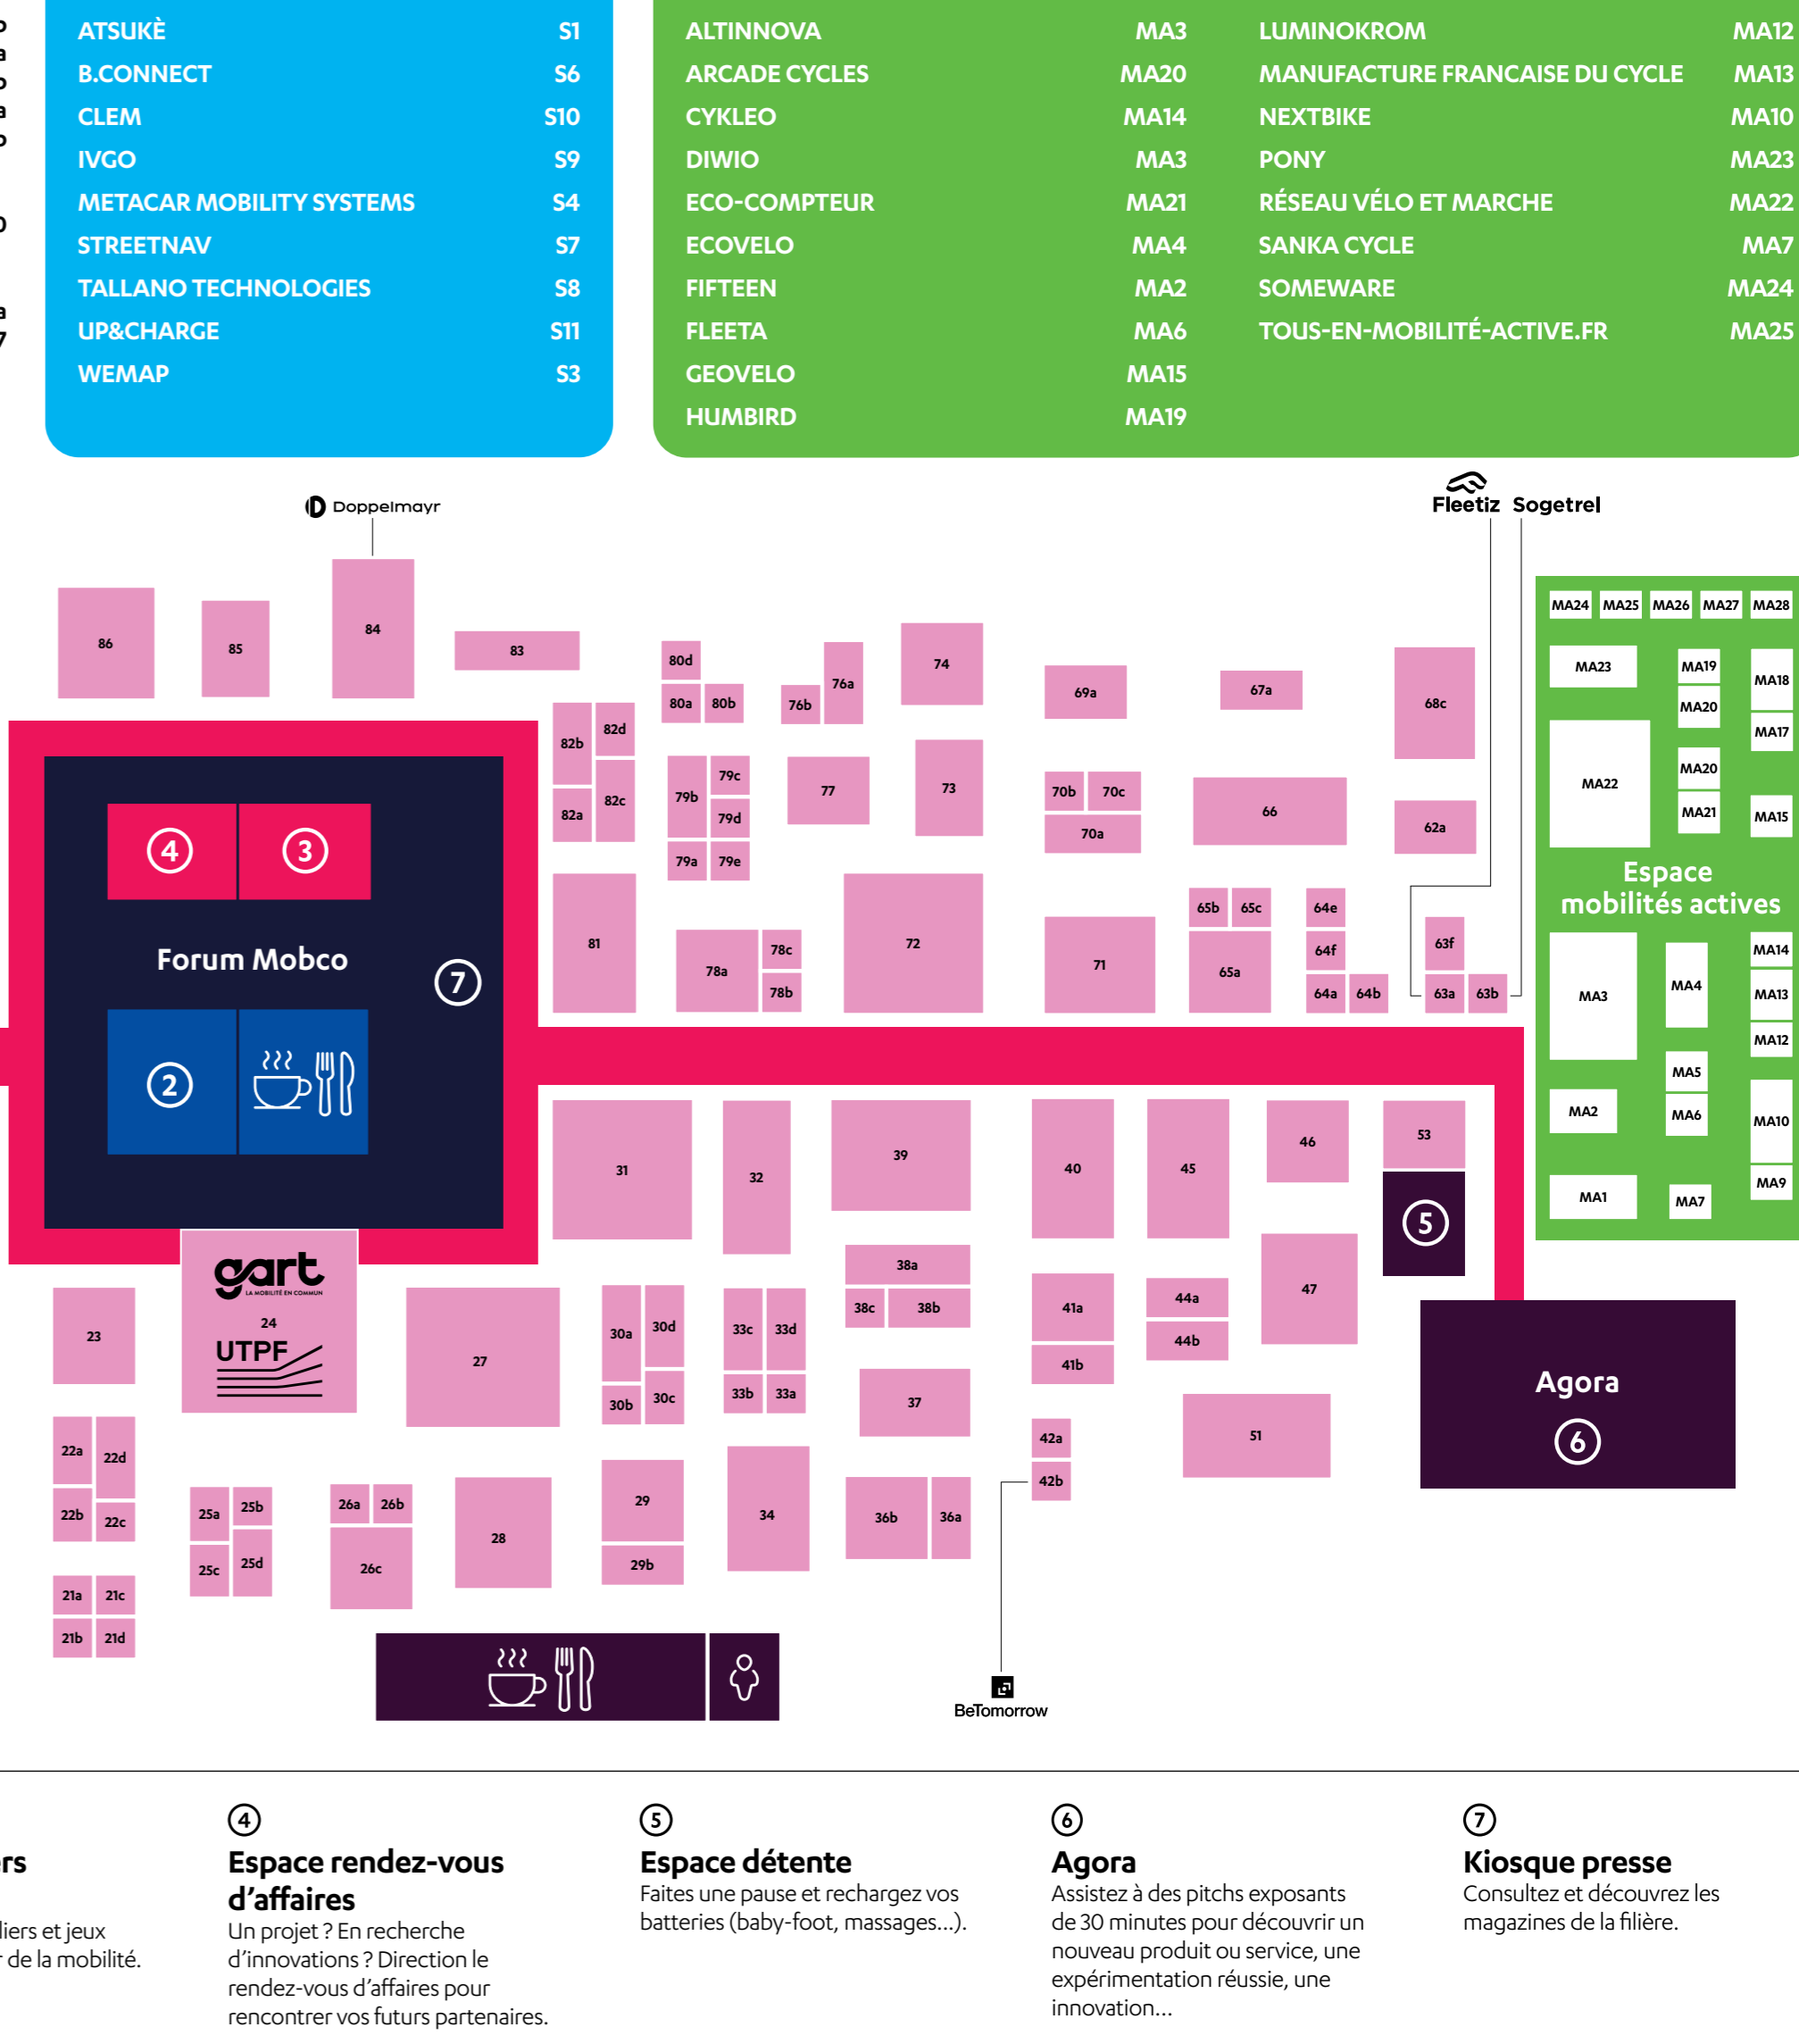 ATSUKÈ S1
B.CONNECT S6
CLEM S10
IVGO S9
METACAR MOBILITY SYSTEMS S4
STREETNAV S7
TALLANO TECHNOLOGIES S8
UP&CHARGE S11
WEMAP S3
ALTINNOVA MA3
ARCADE CYCLES MA20
CYKLEO MA14
DIWIO MA3
ECO-COMPTEUR MA21
ECOVELO MA4
FIFTEEN MA2
FLEETA MA6
GEOVELO MA15
HUMBIRD MA19
LUMINOKROM MA12
MANUFACTURE FRANCAISE DU CYCLE MA13
NEXTBIKE MA10
PONY MA23
RÉSEAU VÉLO ET MARCHE MA22
SANKA CYCLE MA7
SOMEWARE MA24
TOUS-EN-MOBILITÉ-ACTIVE.FR MA25
Doppelmayr
Fleetiz Sogetrel
86 85 84 83
80d
80a 80b
76a
76b
74
69a
67a
68c
82b 82d
82a 82c
79b 79c
79d
79a 79e
77
73
70b 70c
70a
66
62a
81
78a 78c
78b
72
71
65b 65c
65a
64e
64f
64a 64b
63f
63a 63b
MA24 MA25 MA26 MA27 MA28
MA23 MA19 MA18
MA20
MA17
MA22
MA20
MA21 MA15
Espace
mobilités actives
MA14
MA3 MA4 MA13
MA12
MA5
MA2 MA6 MA10
MA9
MA1 MA7
4 3
Forum Mobco
7
2
31 32 39 40 45 46 53
5
gart
LA MOBILITÉ EN COMMUN
24
UTPF
23
27
30a 30d
30b 30c
33c 33d
33b 33a
38a
38c 38b
37
41a
41b
44a
44b
47
51
Agora
6
22a 22d
22b 22c
25a 25b
25c 25d
26a 26b
26c
28
29
29b
34
36b 36a
42a
42b
21a 21c
21b 21d
BeTomorrow
4
Espace rendez-vous
d'affaires
Un projet ? En recherche
d'innovations ? Direction le
rendez-vous d'affaires pour
rencontrer vos futurs partenaires.
5
Espace détente
Faites une pause et rechargez vos
batteries (baby-foot, massages...).
6
Agora
Assistez à des pitchs exposants
de 30 minutes pour découvrir un
nouveau produit ou service, une
expérimentation réussie, une
innovation...
7
Kiosque presse
Consultez et découvrez les
magazines de la filière.
et jeux
de la mobilité.